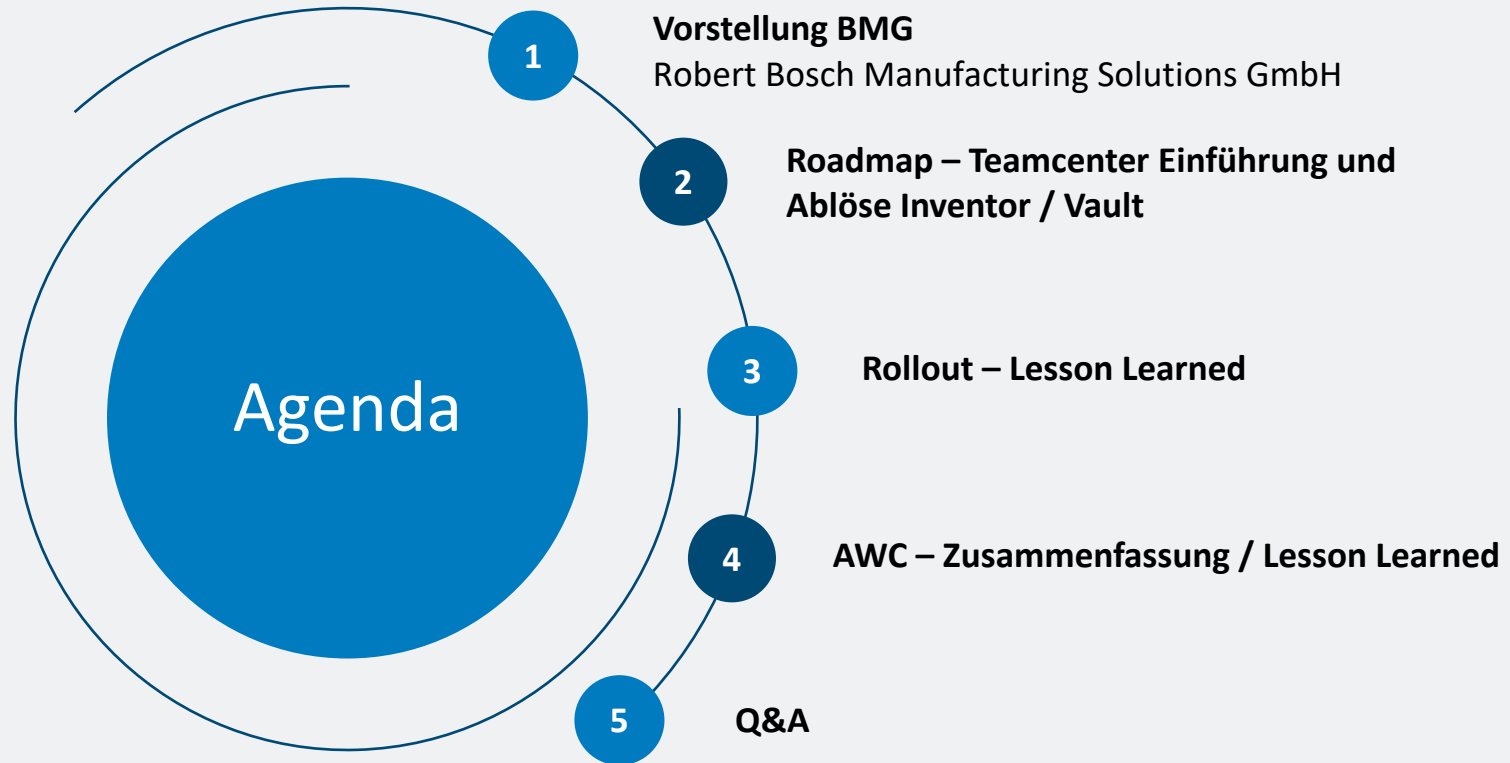 Agenda
1
Vorstellung BMG
Robert Bosch Manufacturing Solutions GmbH
2
Roadmap – Teamcenter Einführung und
Ablöse Inventor / Vault
3
Rollout – Lesson Learned
4
AWC – Zusammenfassung / Lesson Learned
5
Q&A